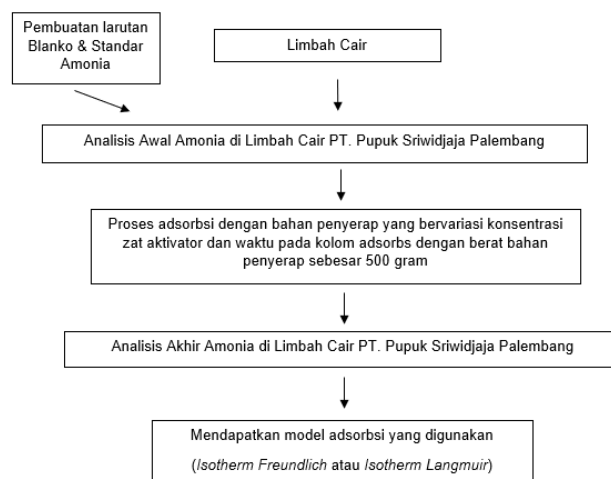 Pembuatan larutan
Blanko & Standar
Amonia
Limbah Cair
Analisis Awal Amonia di Limbah Cair PT. Pupuk Sriwidjaja Palembang
Proses adsorbsi dengan bahan penyerap yang bervariasi konsentrasi
zat aktivator dan waktu pada kolom adsorbs dengan berat bahan
penyerap sebesar 500 gram
Analisis Akhir Amonia di Limbah Cair PT. Pupuk Sriwidjaja Palembang
Mendapatkan model adsorbsi yang digunakan
(Isotherm Freundlich atau Isotherm Langmuir)